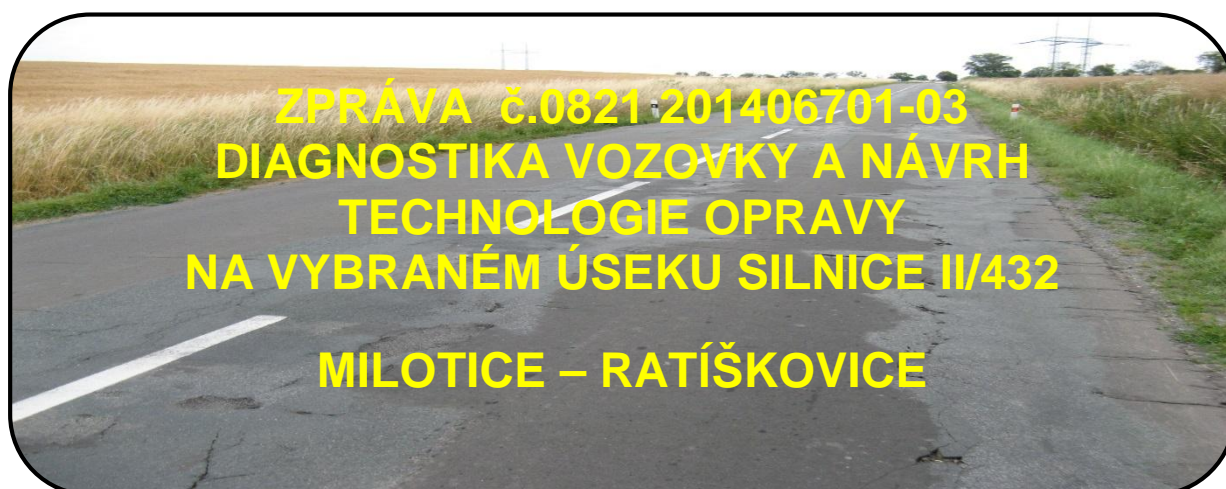 ZPRÁVA č.0821 201406701-03
DIAGNOSTIKA VOZOVKY A NÁVRH
TECHNOLOGIE OPRAVY
NA VYBRANÉM ÚSEKU SILNICE II/432
MILOTICE – RATÍŠKOVICE